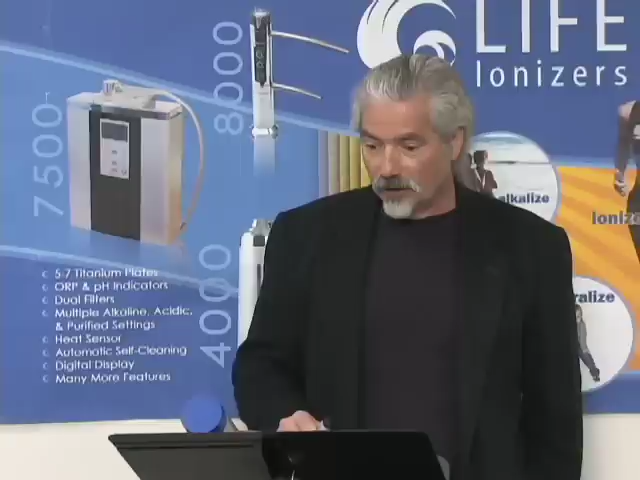 LIFE
Ionizers
8000
7500
4000
5-7 Titanium Plates
ORP & pH Indicators
Dual Filters
Multiple Alkaline, Acidic,
& Purified Settings
Heat Sensor
Automatic Self-Cleaning
Digital Display
Many More Features
alkalize
ioniz
ralize